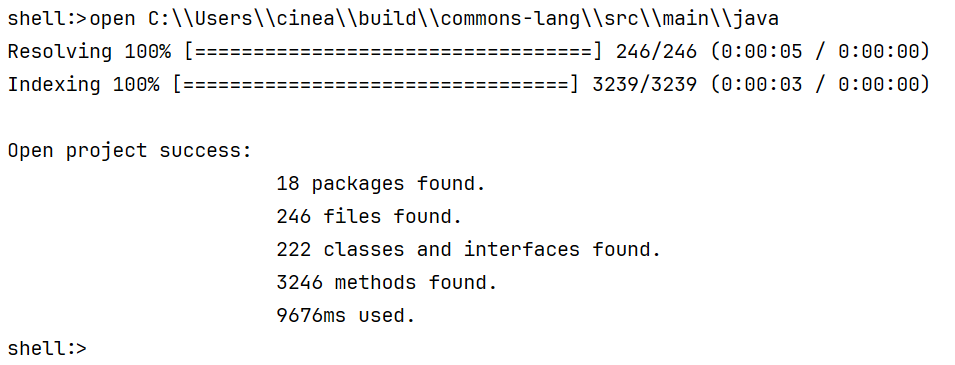 shell:>open C:\\Users\\cinea\\build\\commons-lang\\src\\main\\java
Resolving 100% [==================================] 246/246 (0:00:05 / 0:00:00)
Indexing 100% [=================================] 3239/3239 (0:00:03 / 0:00:00)
Open project success:
18 packages found.
246 files found.
222 classes and interfaces found.
3246 methods found.
9676ms used.
shell:>